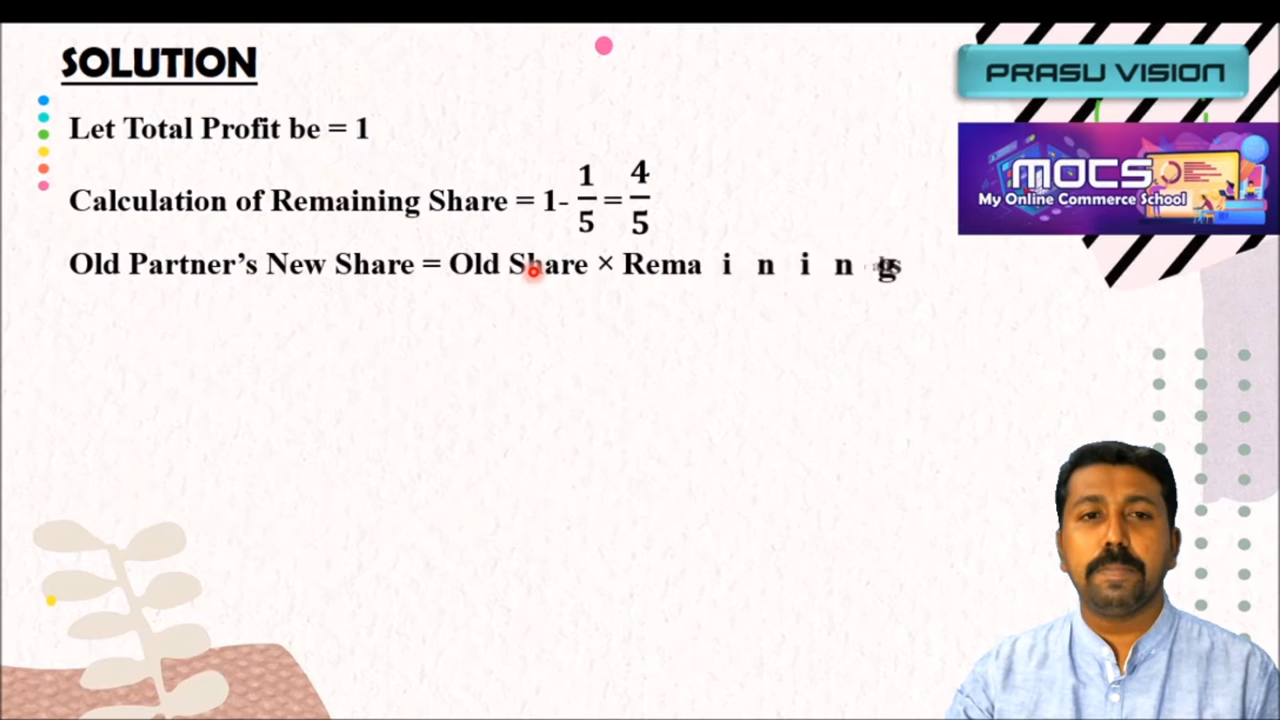 SOLUTION
PRASU VISION
Let Total Profit be = 1
MOCS
My Online Commerce School
Calculation of Remaining Share = 1- 1/5 = 4/5
Old Partner’s New Share = Old Share × Remaining